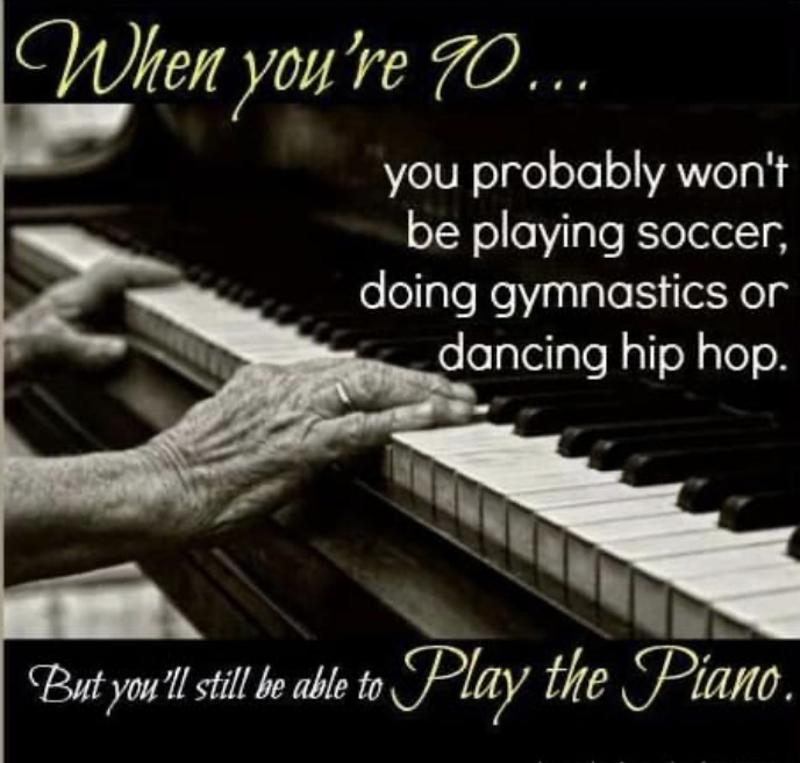 When you're 90...
you probably won't
be playing soccer,
doing gymnastics or
dancing hip hop.
But you'll still be able to Play the Piano.